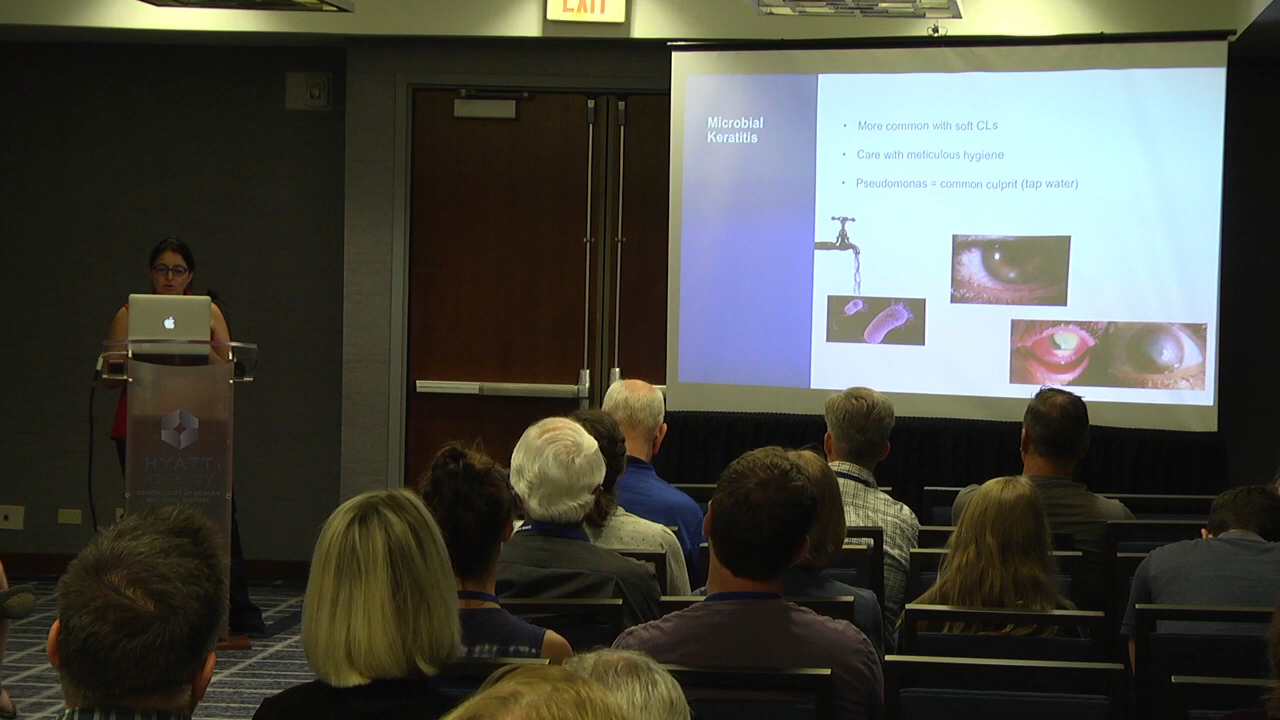 EXIT
Microbial
Keratitis
• More common with soft CLs
• Care with meticulous hygiene
• Pseudomonas = common culprit (tap water)
HYATT